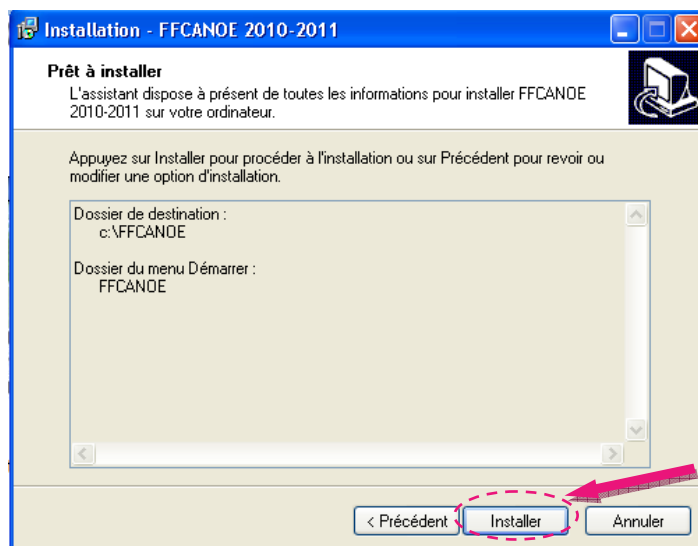 Installation - FFCANOE 2010-2011
Prêt à installer
L'assistant dispose à présent de toutes les informations pour installer FFCANOE
2010-2011 sur votre ordinateur.
Appuyez sur Installer pour procéder à l'installation ou sur Précédent pour revoir ou
modifier une option d'installation.
Dossier de destination :
c:\FFCANOE
Dossier du menu Démarrer :
FFCANOE
< Précédent Installer Annuler